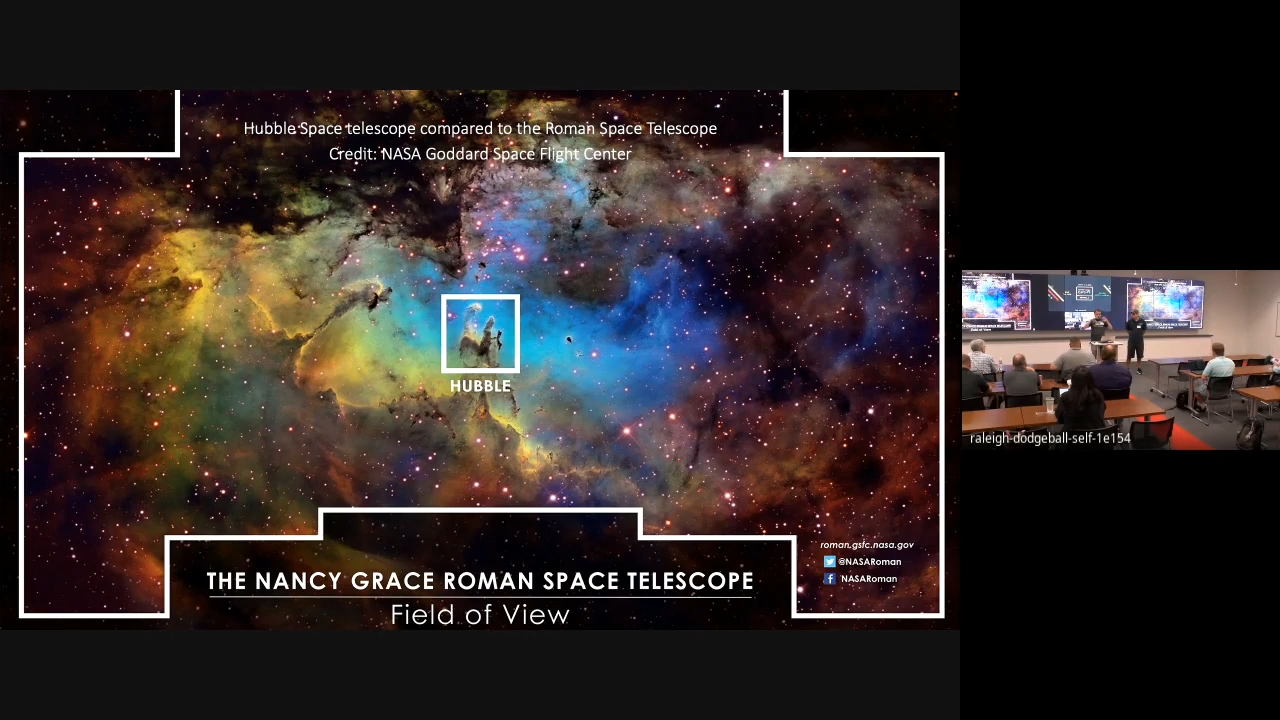 Hubble Space telescope compared to the Roman Space Telescope
Credit: NASA Goddard Space Flight Center
HUBBLE
THE NANCY GRACE ROMAN SPACE TELESCOPE
Field of View
roman.gsfc.nasa.gov
@NASARoman
NASARoman
raleigh-dodgeball-self-1e154